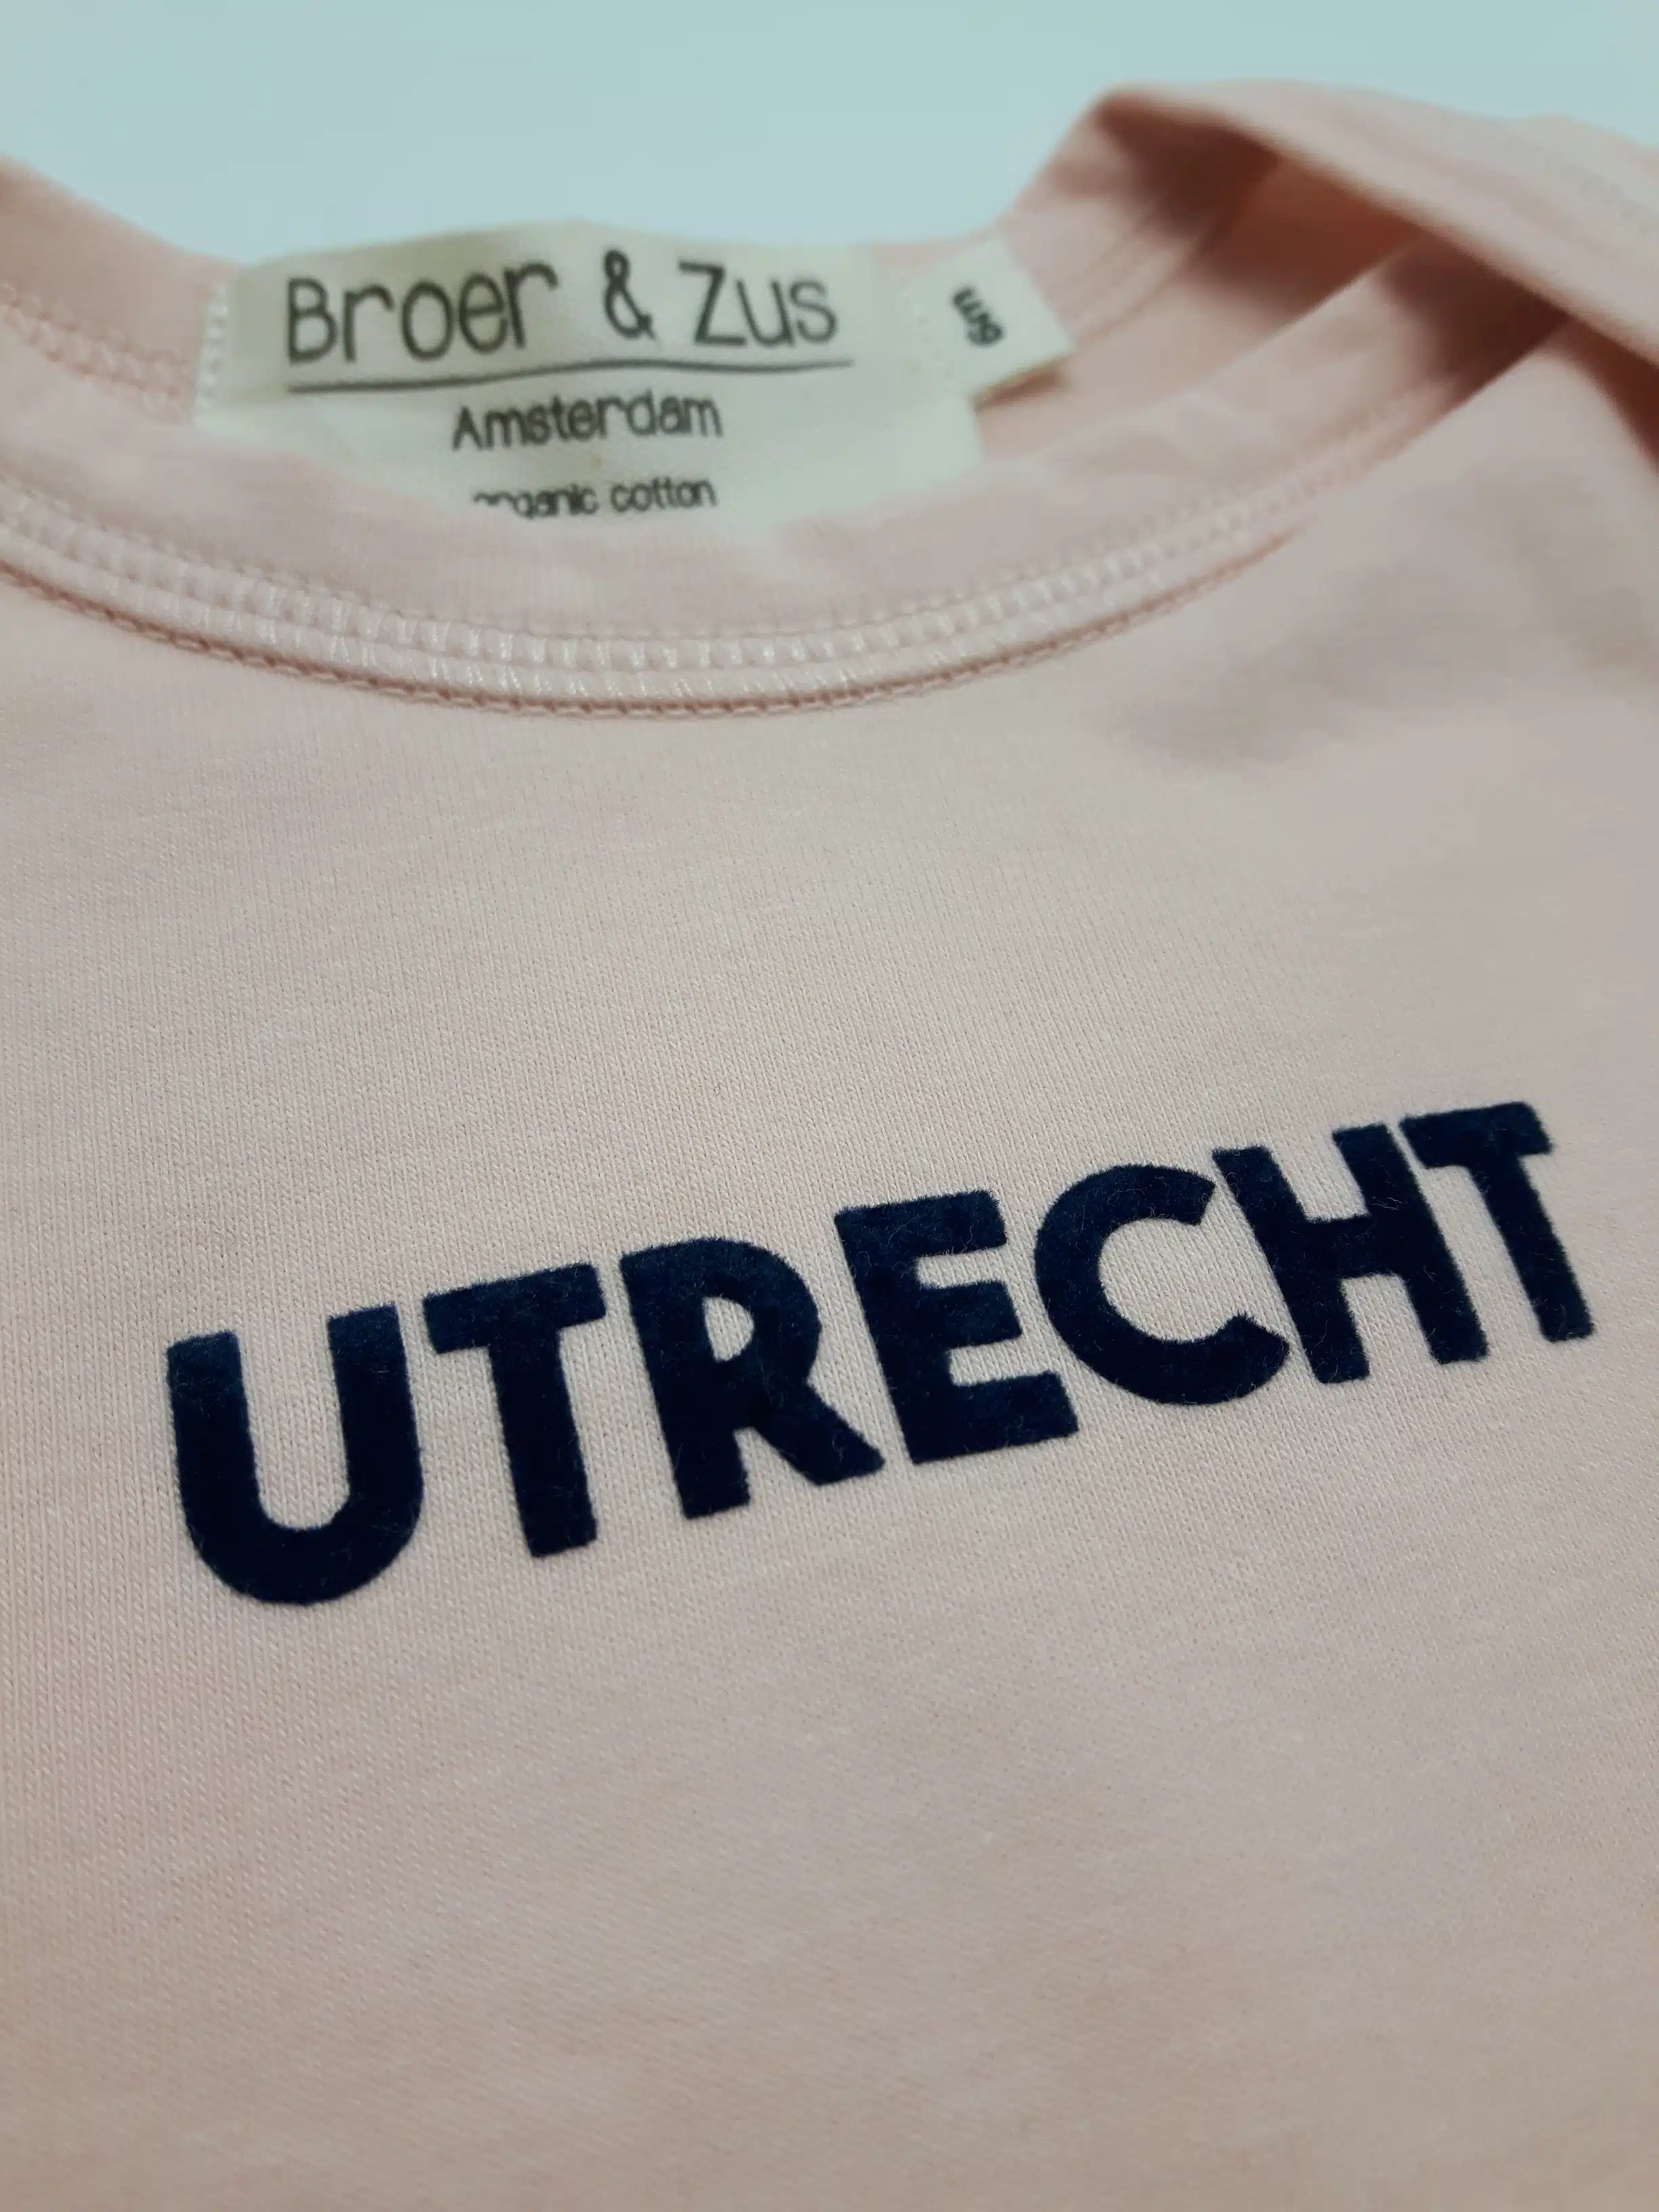 Broer & Zus
Amsterdam
organic cotton
UTRECHT